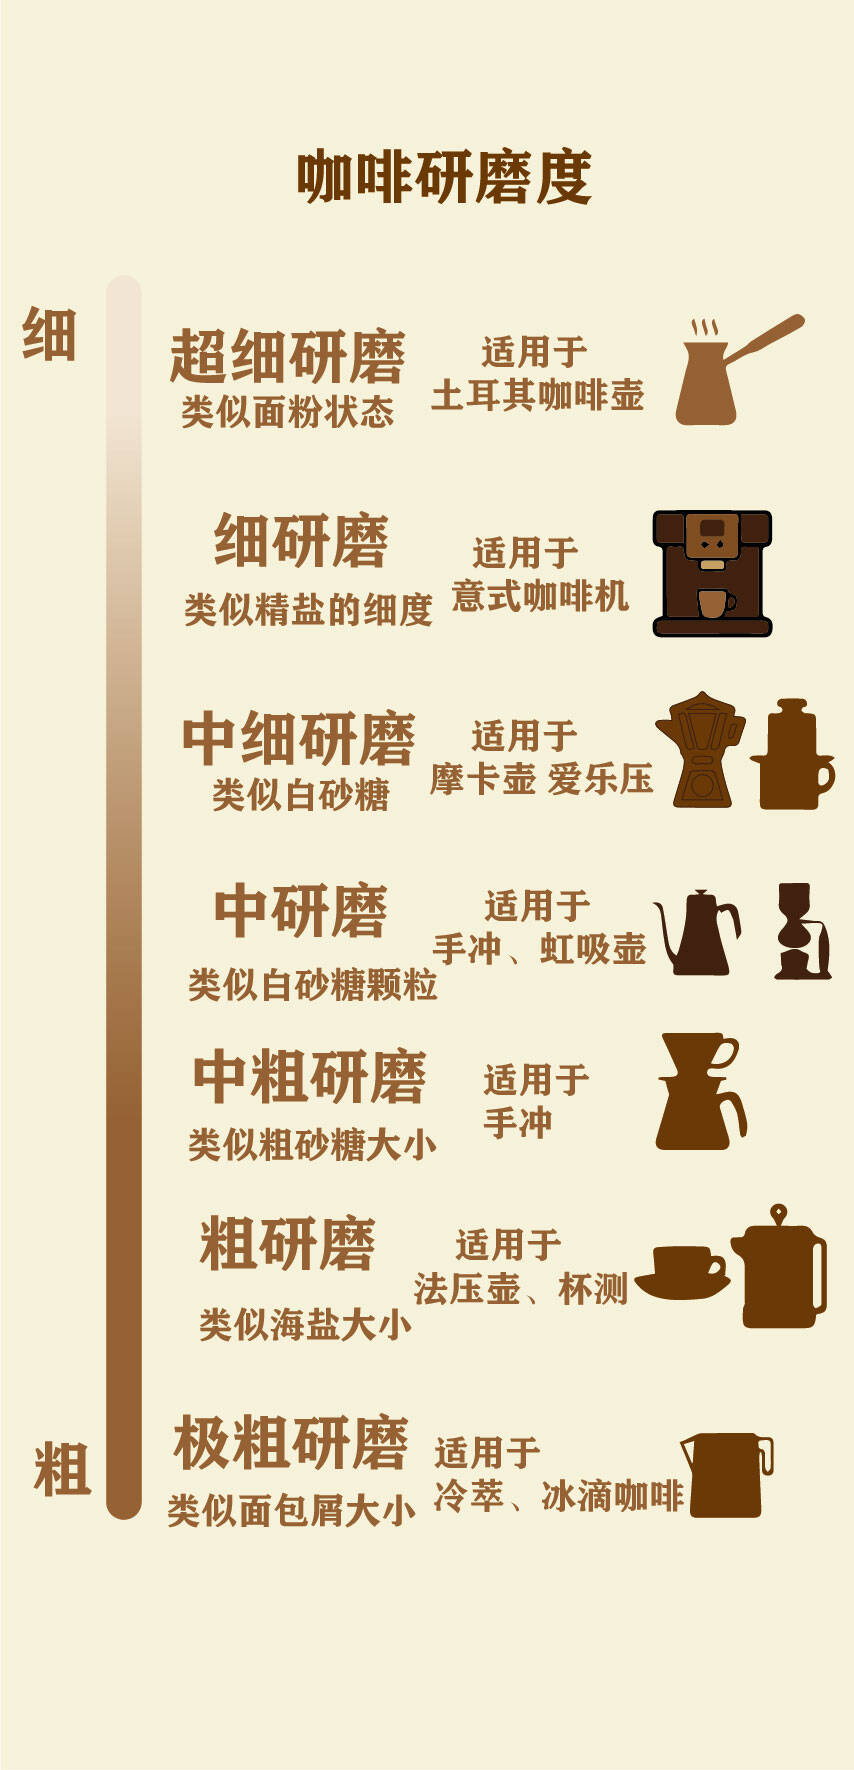 咖啡研磨度
细
超细研磨
类似面粉状态
适用于
土耳其咖啡壶
细研磨
类似精盐的细度
适用于
意式咖啡机
中细研磨
类似白砂糖
适用于
摩卡壶 爱乐压
中研磨
类似白砂糖颗粒
适用于
手冲、虹吸壶
中粗研磨
类似粗砂糖大小
适用于
手冲
粗研磨
类似海盐大小
适用于
法压壶、杯测
粗
极粗研磨
类似面包屑大小
适用于
冷萃、冰滴咖啡